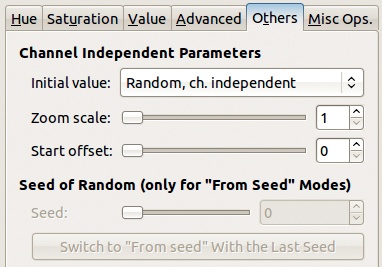 Hue Saturation Value Advanced Others Misc Ops.
Channel Independent Parameters
Initial value: Random, ch. independent
Zoom scale: 1
Start offset: 0
Seed of Random (only for "From Seed" Modes)
Seed: 0
Switch to "From seed" With the Last Seed